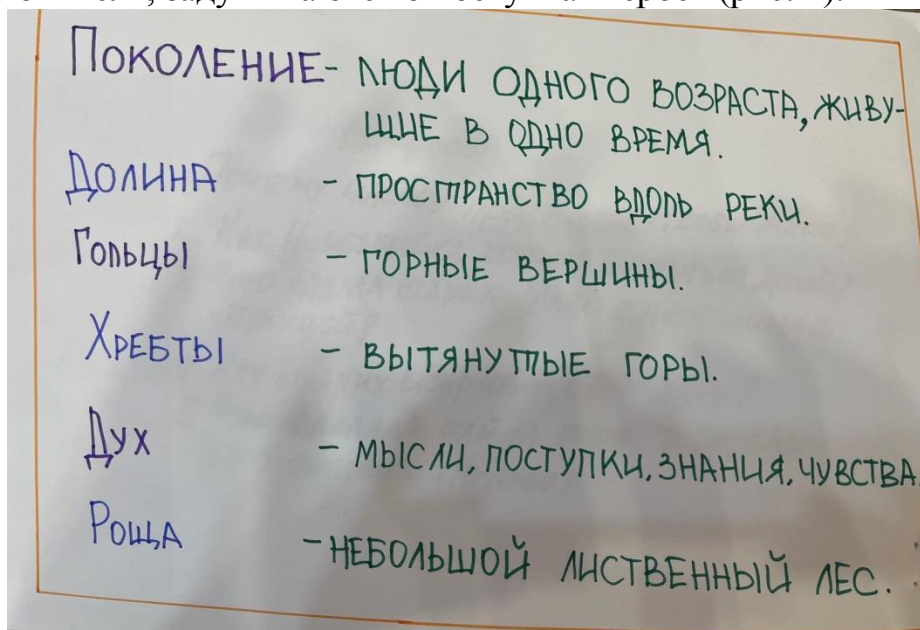 Поколение - люди одного возраста, живу-
щие в одно время.
Долина - пространство вдоль реки.
Гольцы - горные вершины.
Хребты - вытянутые горы.
Дух - мысли, поступки, знания, чувства.
Роща - небольшой лиственный лес.